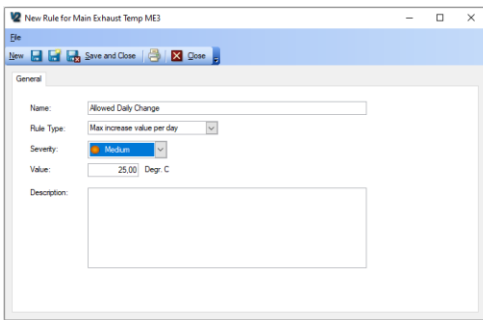 New Rule for Main Exhaust Temp ME3
File
New Save and Close Close
General
Name: Allowed Daily Change
Rule Type: Max increase value per day
Severity: Medium
Value: 25,00 Degr. C
Description: